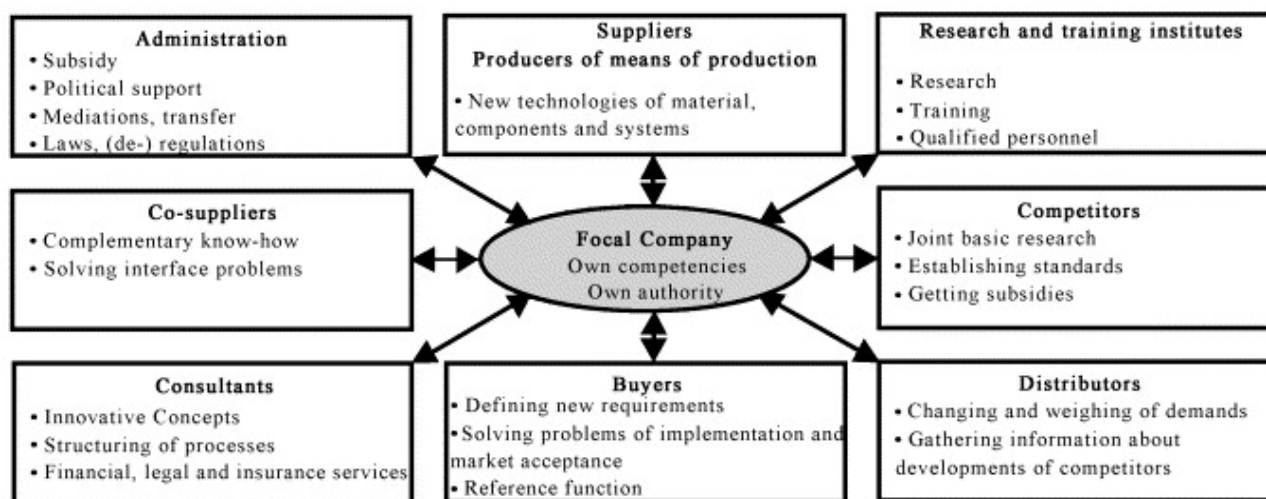 Administration
• Subsidy
• Political support
• Mediations, transfer
• Laws, (de-) regulations
Suppliers
Producers of means of production
• New technologies of material,
components and systems
Research and training institutes
• Research
• Training
• Qualified personnel
Co-suppliers
• Complementary know-how
• Solving interface problems
Focal Company
Own competencies
Own authority
Competitors
• Joint basic research
• Establishing standards
• Getting subsidies
Consultants
• Innovative Concepts
• Structuring of processes
• Financial, legal and insurance services
Buyers
• Defining new requirements
• Solving problems of implementation and
market acceptance
• Reference function
Distributors
• Changing and weighing of demands
• Gathering information about
developments of competitors